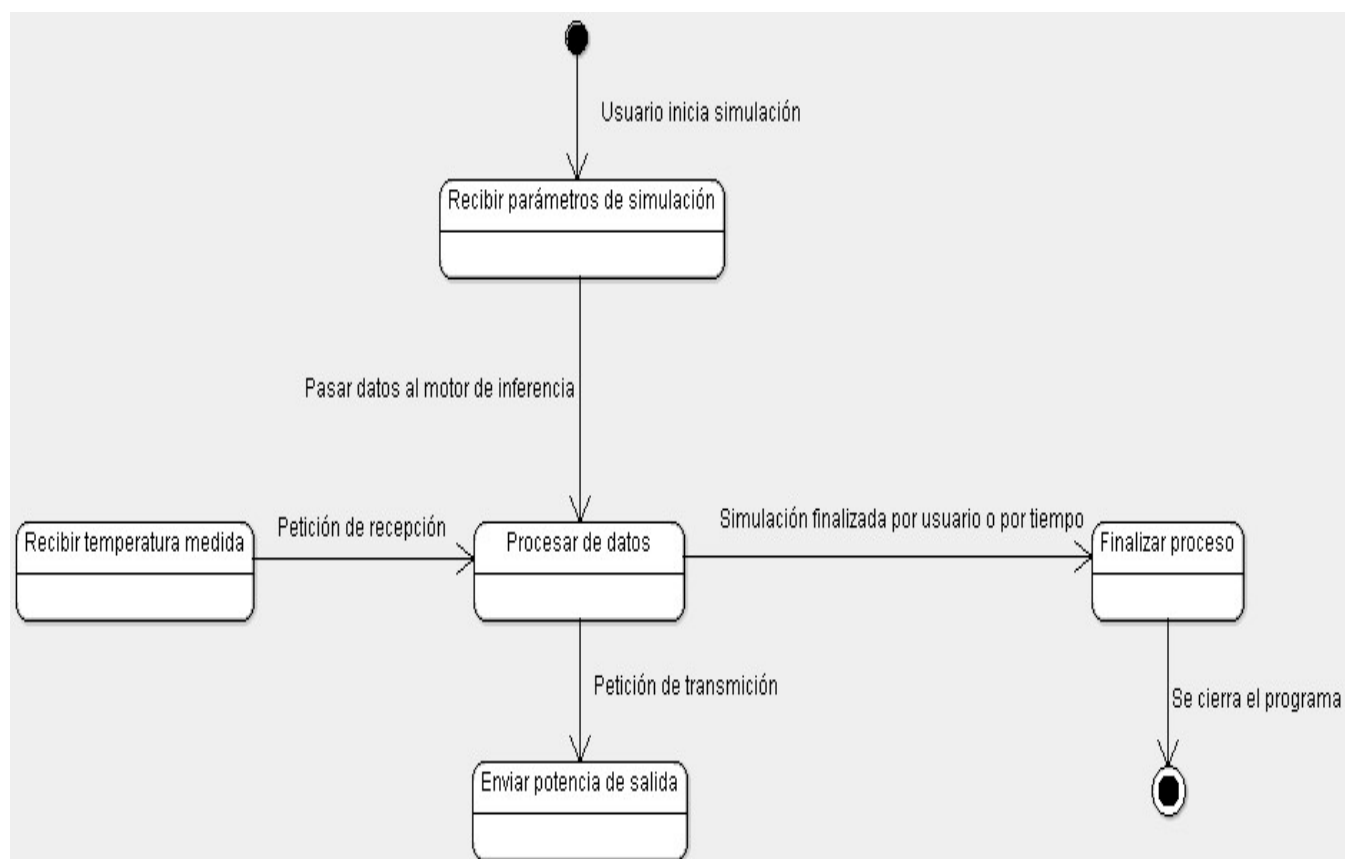 Usuario inicia simulación
Recibir parámetros de simulación
Pasar datos al motor de inferencia
Recibir temperatura medida
Petición de recepción
Procesar de datos
Simulación finalizada por usuario o por tiempo
Finalizar proceso
Petición de transmición
Se cierra el programa
Enviar potencia de salida